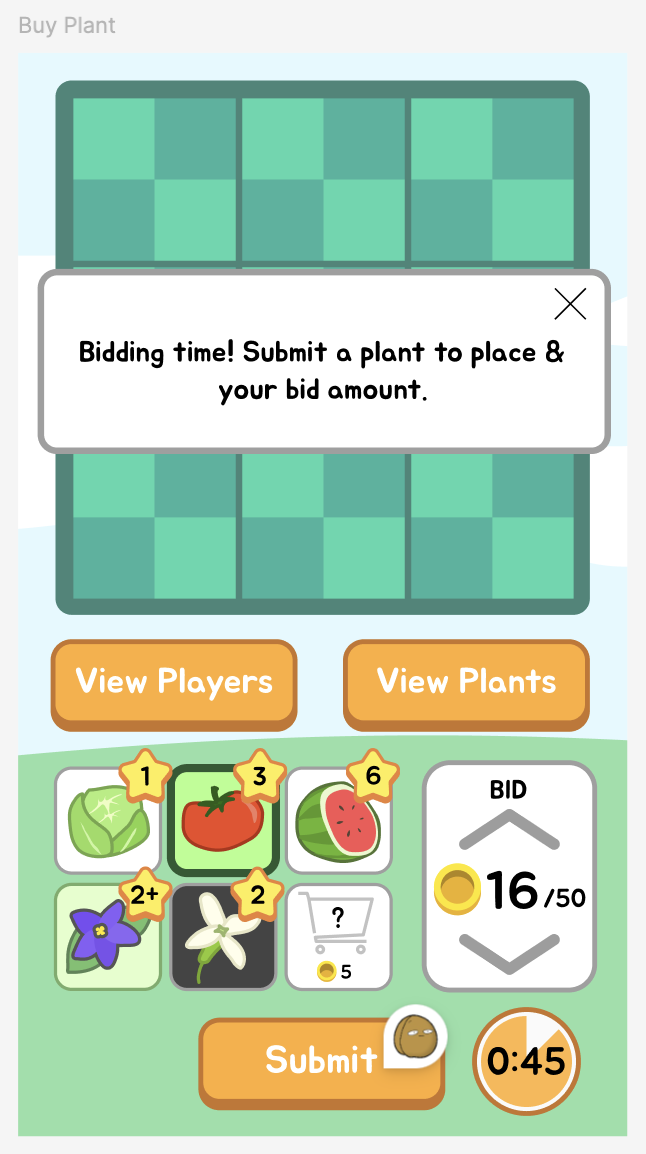 Buy Plant
Bidding time! Submit a plant to place &
your bid amount.
View Players
View Plants
1
3
6
BID
2+
2
?
5
16 /50
Submit
0:45